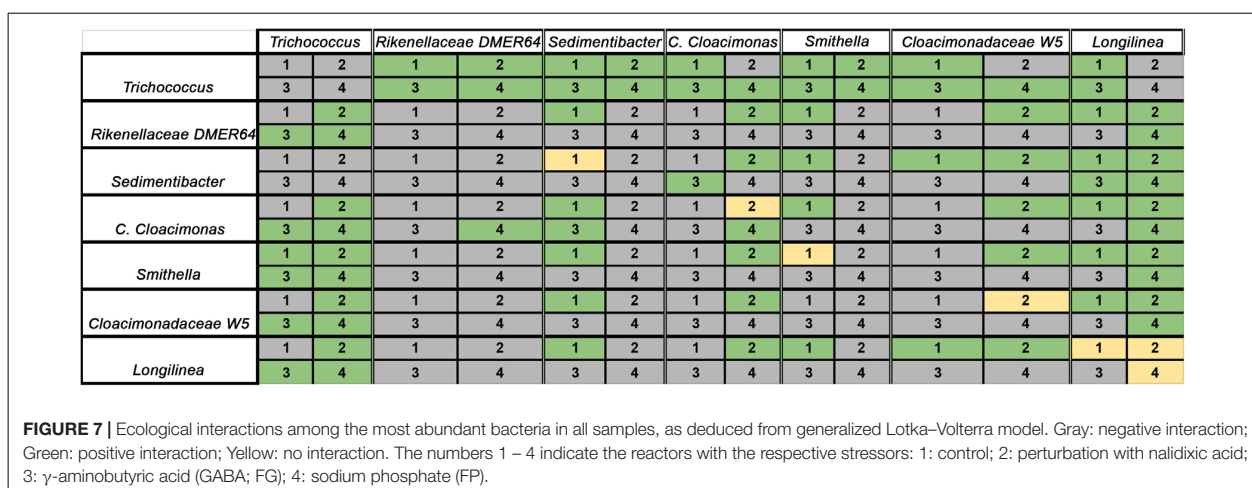 Trichococcus Rikenellaceae DMER64 Sedimentibacter C. Cloacimonas Smithella Cloacimonadaceae W5 Longilinea
1 2 1 2 1 2 1 2 1 2 1 2 1 2
Trichococcus 3 4 3 4 3 4 3 4 3 4 3 4 3 4
1 2 1 2 1 2 1 2 1 2 1 2 1 2
Rikenellaceae DMER64 3 4 3 4 3 4 3 4 3 4 3 4 3 4
1 2 1 2 1 2 1 2 1 2 1 2 1 2
Sedimentibacter 3 4 3 4 3 4 3 4 3 4 3 4 3 4
1 2 1 2 1 2 1 2 1 2 1 2 1 2
C. Cloacimonas 3 4 3 4 3 4 3 4 3 4 3 4 3 4
1 2 1 2 1 2 1 2 1 2 1 2 1 2
Smithella 3 4 3 4 3 4 3 4 3 4 3 4 3 4
1 2 1 2 1 2 1 2 1 2 1 2 1 2
Cloacimonadaceae W5 3 4 3 4 3 4 3 4 3 4 3 4 3 4
1 2 1 2 1 2 1 2 1 2 1 2 1 2
Longilinea 3 4 3 4 3 4 3 4 3 4 3 4 3 4
FIGURE 7 | Ecological interactions among the most abundant bacteria in all samples, as deduced from generalized Lotka–Volterra model. Gray: negative interaction;
Green: positive interaction; Yellow: no interaction. The numbers 1 – 4 indicate the reactors with the respective stressors: 1: control; 2: perturbation with nalidixic acid;
3: γ-aminobutyric acid (GABA; FG); 4: sodium phosphate (FP).